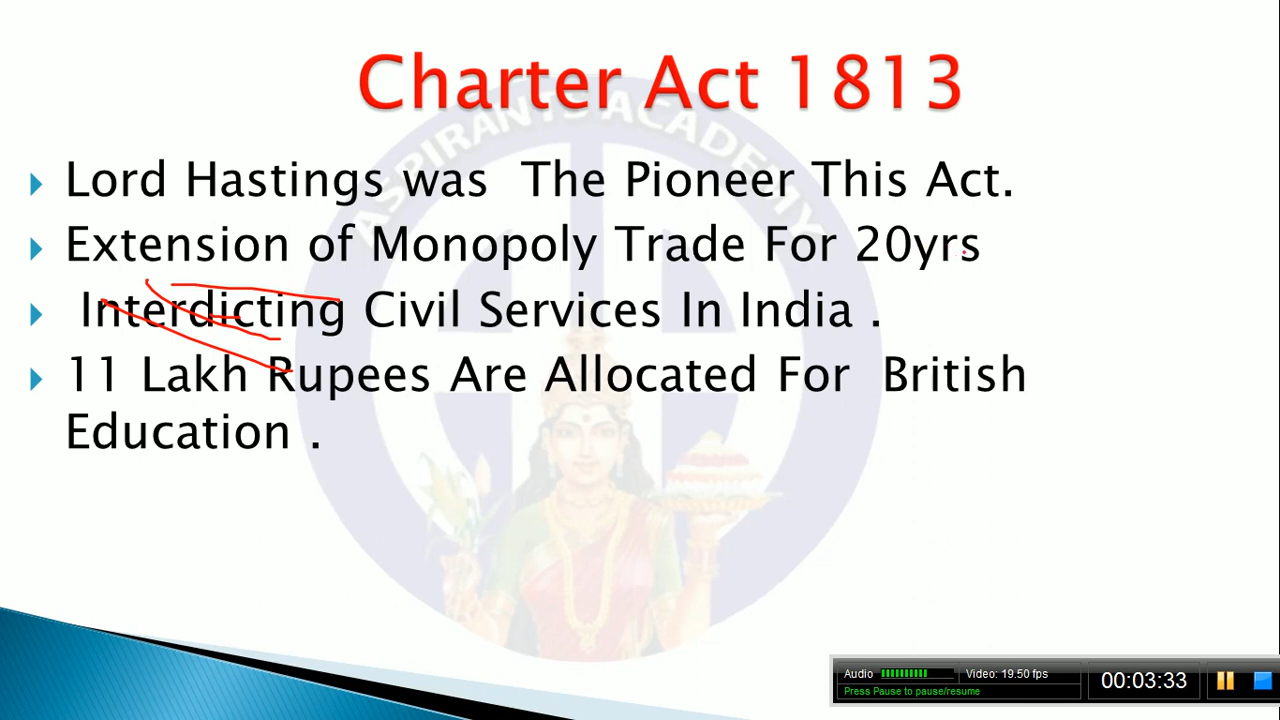 Charter Act 1813
ASPIRANTS ACADEMY
Lord Hastings was The Pioneer This Act.
Extension of Monopoly Trade For 20yrs
Interdicting Civil Services In India .
11 Lakh Rupees Are Allocated For British
Education .
Audio
Video: 19.50 fps
Press Pause to pause/resume
00:03:33